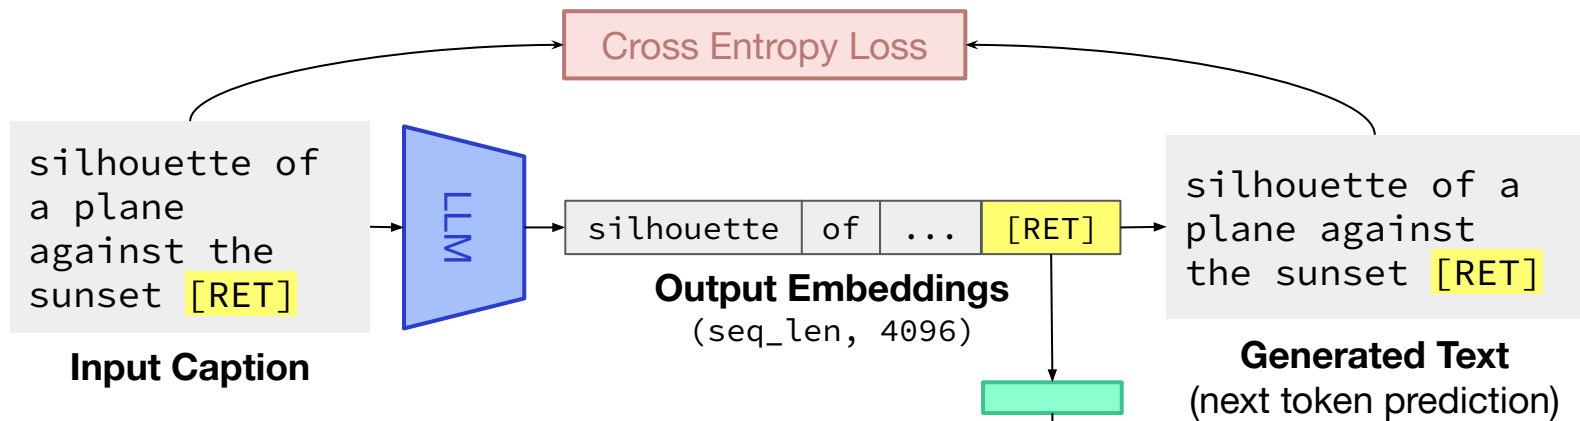 Cross Entropy Loss
silhouette of
a plane
against the
sunset [RET]
Input Caption
LLM
silhouette of ... [RET]
Output Embeddings
(seq_len, 4096)
silhouette of a
plane against
the sunset [RET]
Generated Text
(next token prediction)